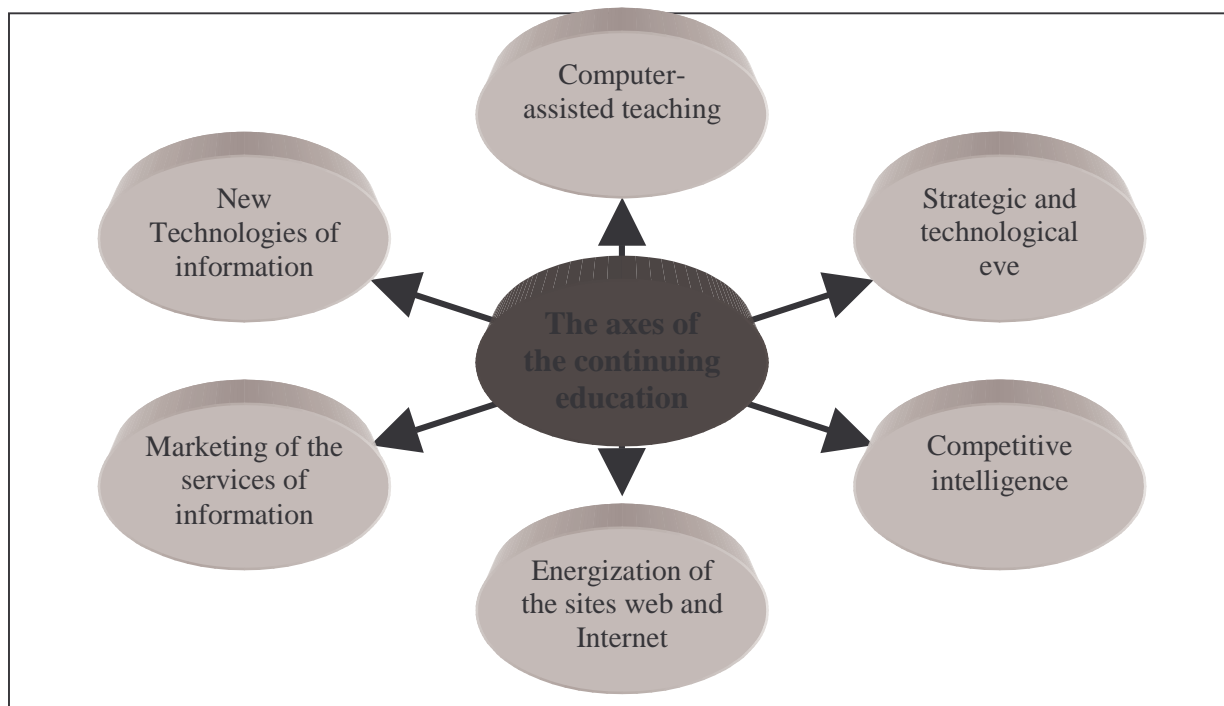 Computer-
assisted teaching
New
Technologies of
information
Strategic and
technological
eve
The axes of
the continuing
education
Marketing of the
services of
information
Competitive
intelligence
Energization of
the sites web and
Internet